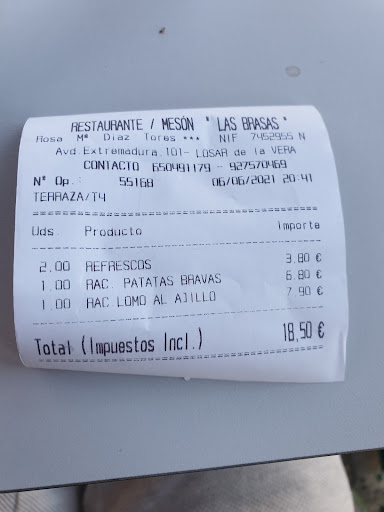 RESTAURANTE / MESÓN " LAS BRASAS "
Rosa Mª Diaz Tores *** NIF 7452955 N
Avd.Extremadura,101- LOSAR de la VERA
CONTACTO 650491179 - 927570469
Nº Op.: 55168 06/06/2021 20:41
TERRAZA/T4
Uds. Producto Importe
2.00 REFRESCOS 3.80 €
1.00 RAC. PATATAS BRAVAS 6.80 €
1.00 RAC.LOMO AL AJILLO 7.90 €
Total (Impuestos Incl.) 18,50 €